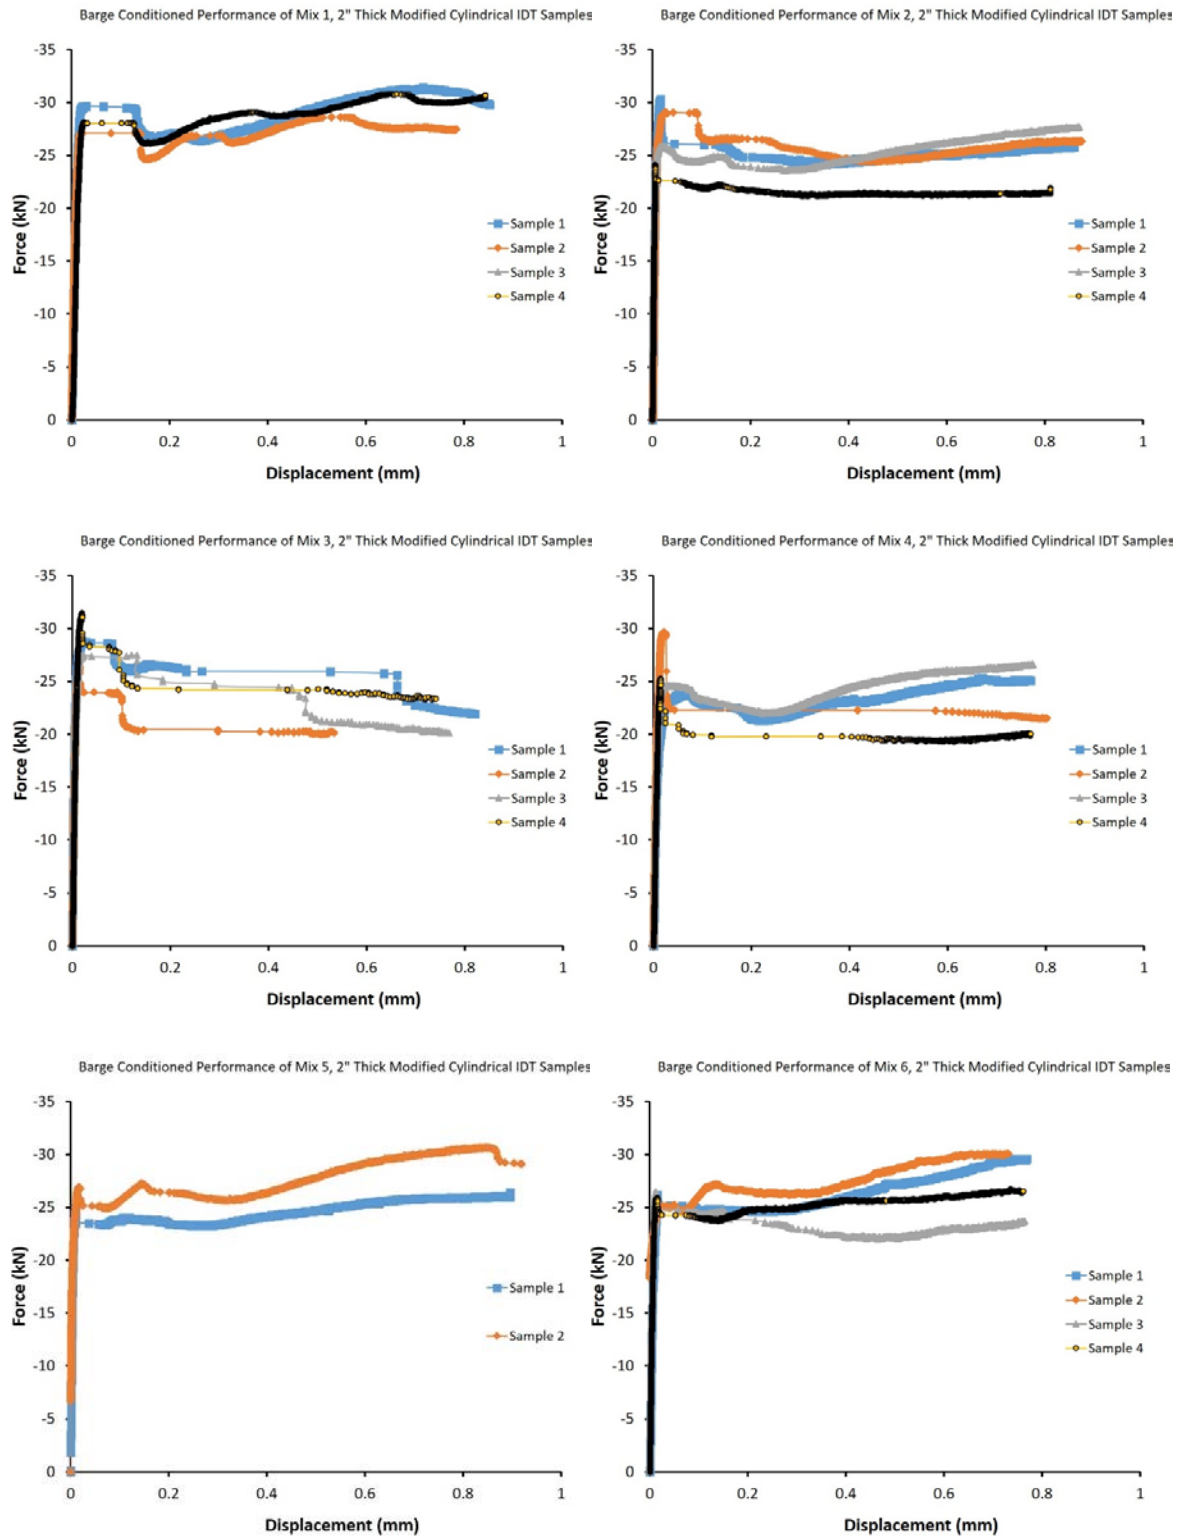 Barge Conditioned Performance of Mix 1, 2" Thick Modified Cylindrical IDT Samples
-35
-30
-25
-20
-15
-10
-5
0
Force (kN)
Sample 1
Sample 2
Sample 3
Sample 4
0 0.2 0.4 0.6 0.8 1
Displacement (mm)
Barge Conditioned Performance of Mix 2, 2" Thick Modified Cylindrical IDT Samples
-35
-30
-25
-20
-15
-10
-5
0
Force (kN)
Sample 1
Sample 2
Sample 3
Sample 4
0 0.2 0.4 0.6 0.8 1
Displacement (mm)
Barge Conditioned Performance of Mix 3, 2" Thick Modified Cylindrical IDT Samples
-35
-30
-25
-20
-15
-10
-5
0
Force (kN)
Sample 1
Sample 2
Sample 3
Sample 4
0 0.2 0.4 0.6 0.8 1
Displacement (mm)
Barge Conditioned Performance of Mix 4, 2" Thick Modified Cylindrical IDT Samples
-35
-30
-25
-20
-15
-10
-5
0
Force (kN)
Sample 1
Sample 2
Sample 3
Sample 4
0 0.2 0.4 0.6 0.8 1
Displacement (mm)
Barge Conditioned Performance of Mix 5, 2" Thick Modified Cylindrical IDT Samples
-35
-30
-25
-20
-15
-10
-5
0
Force (kN)
Sample 1
Sample 2
0 0.2 0.4 0.6 0.8 1
Displacement (mm)
Barge Conditioned Performance of Mix 6, 2" Thick Modified Cylindrical IDT Samples
-35
-30
-25
-20
-15
-10
-5
0
Force (kN)
Sample 1
Sample 2
Sample 3
Sample 4
0 0.2 0.4 0.6 0.8 1
Displacement (mm)